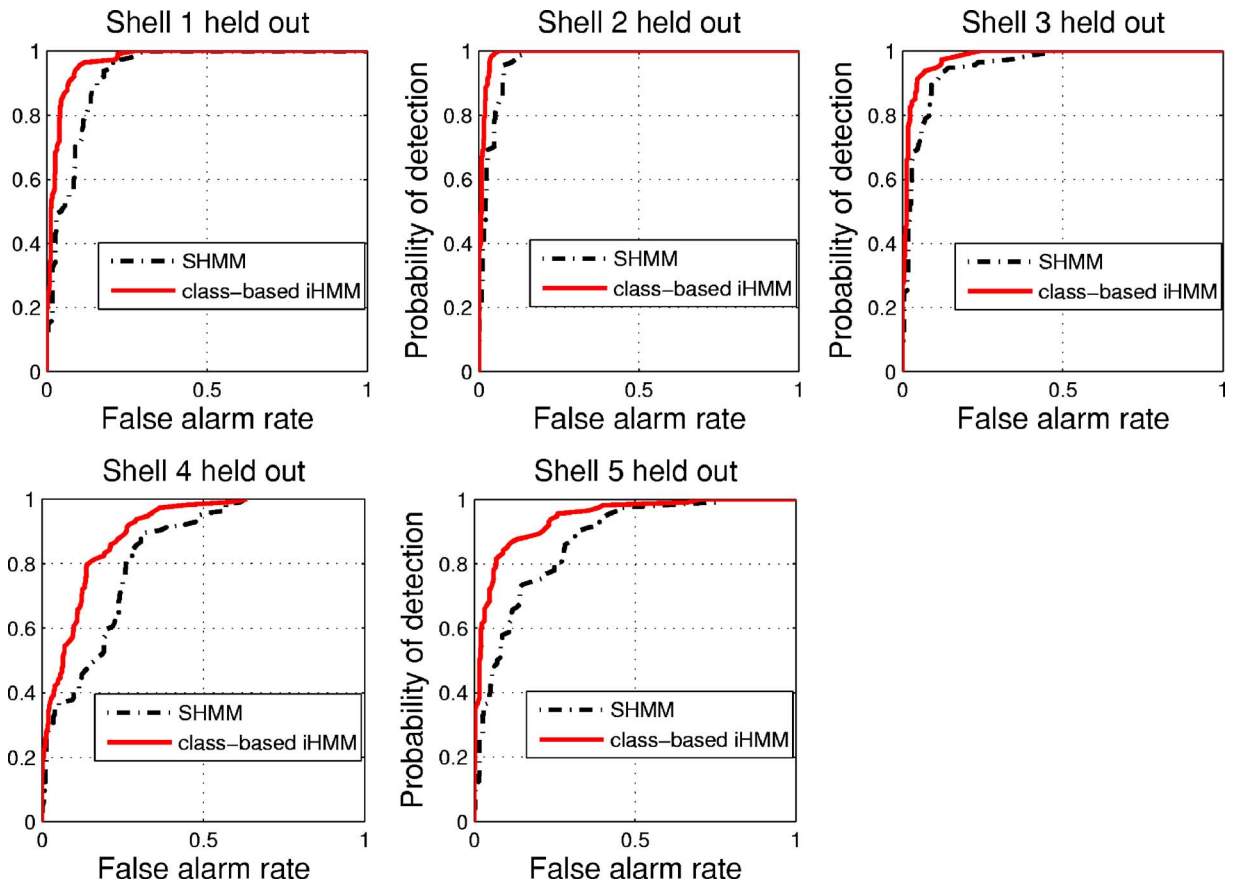 Shell 1 held out
1
0.8
0.6
0.4
0.2
0
0
0.5
1
SHMM
class-based iHMM
False alarm rate
Shell 2 held out
Probability of detection
1
0.8
0.6
0.4
0.2
0
0
0.5
1
SHMM
class-based iHMM
False alarm rate
Shell 3 held out
Probability of detection
1
0.8
0.6
0.4
0.2
0
0
0.5
1
SHMM
class-based iHMM
False alarm rate
Shell 4 held out
1
0.8
0.6
0.4
0.2
0
0
0.5
1
SHMM
class-based iHMM
False alarm rate
Shell 5 held out
Probability of detection
1
0.8
0.6
0.4
0.2
0
0
0.5
1
SHMM
class-based iHMM
False alarm rate